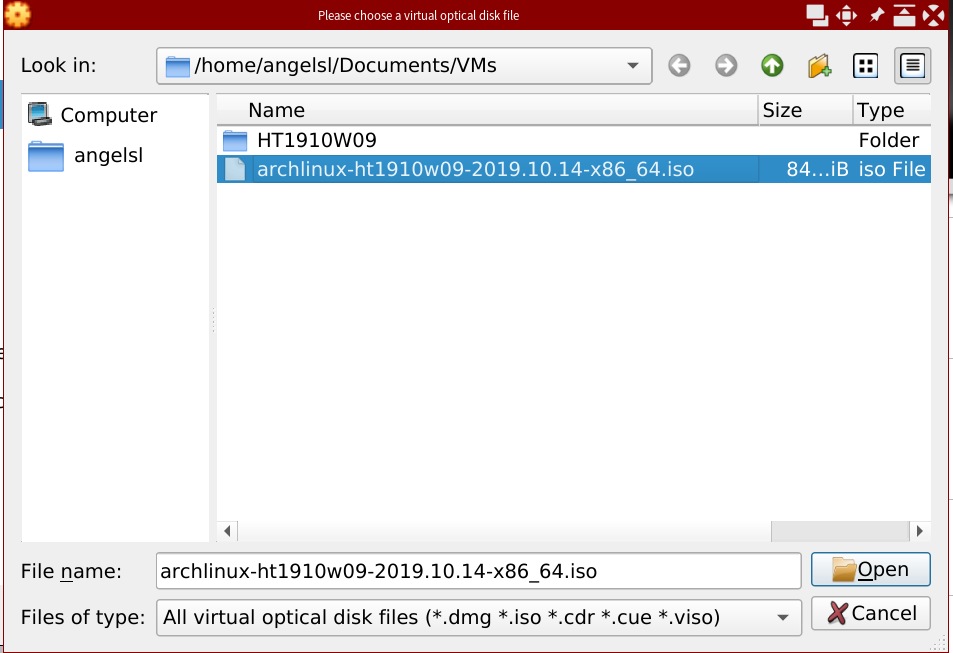 Please choose a virtual optical disk file
Look in: /home/angelsl/Documents/VMs
Computer
angelsl
Name Size Type
HT1910W09 Folder
archlinux-ht1910w09-2019.10.14-x86_64.iso 84...iB iso File
File name: archlinux-ht1910w09-2019.10.14-x86_64.iso Open
Files of type: All virtual optical disk files (*.dmg *.iso *.cdr *.cue *.viso) Cancel